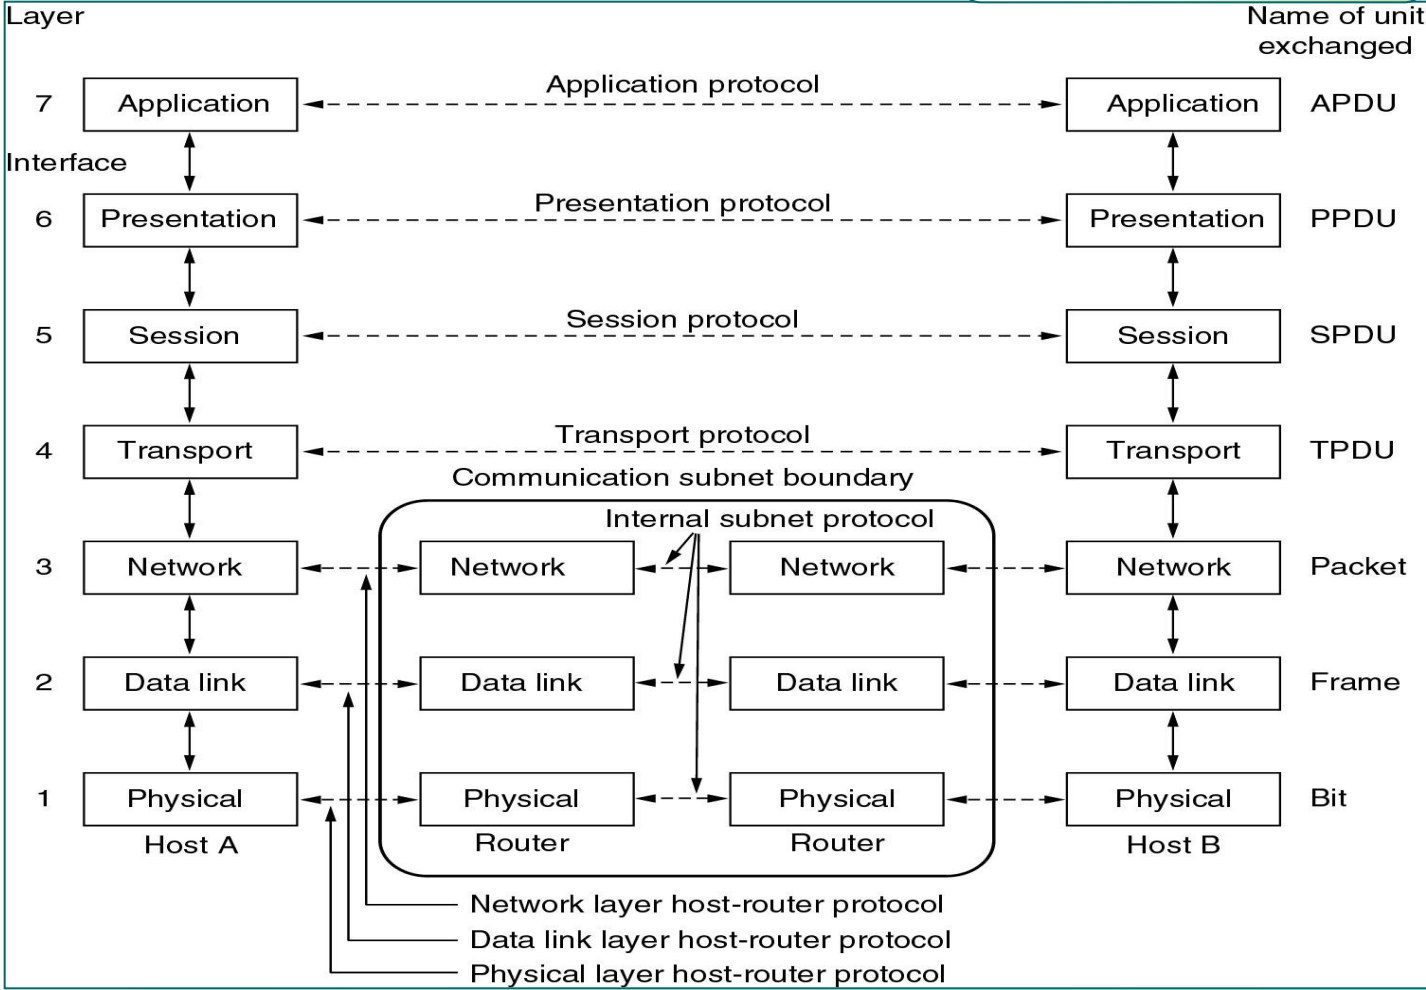 Layer
Name of unit
exchanged
7 Application Application protocol Application APDU
Interface
6 Presentation Presentation protocol Presentation PPDU
5 Session Session protocol Session SPDU
4 Transport Transport protocol Transport TPDU
Communication subnet boundary
Internal subnet protocol
3 Network Network Network Network Packet
2 Data link Data link Data link Data link Frame
1 Physical Physical Physical Physical Bit
Host A Router Router Host B
Network layer host-router protocol
Data link layer host-router protocol
Physical layer host-router protocol